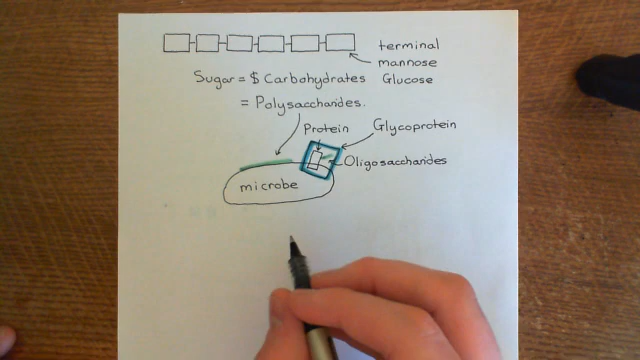 terminal
mannose
Sugar = $ Carbohydrates Glucose
= Polysaccharides.
Protein Glycoprotein
Oligosaccharides
microbe